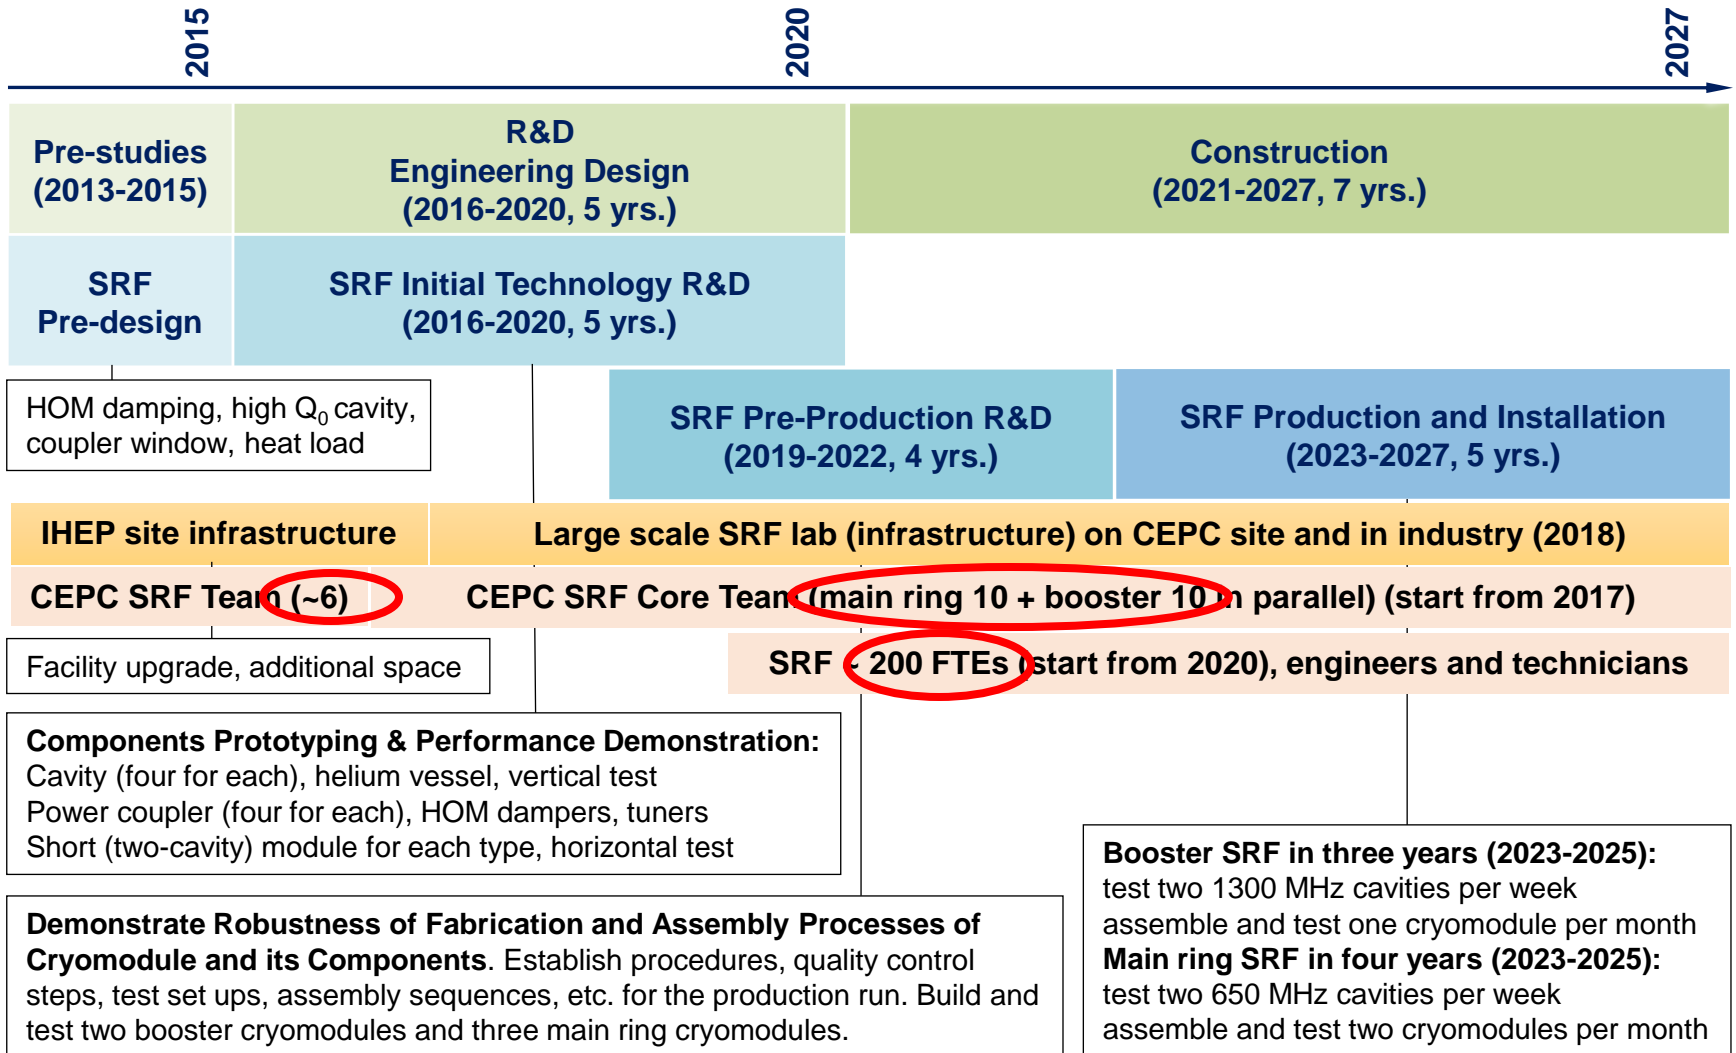 2015
2020
2027
Pre-studies
(2013-2015)
R&D
Engineering Design
(2016-2020, 5 yrs.)
Construction
(2021-2027, 7 yrs.)
SRF
Pre-design
SRF Initial Technology R&D
(2016-2020, 5 yrs.)
HOM damping, high Q0 cavity,
coupler window, heat load
SRF Pre-Production R&D
(2019-2022, 4 yrs.)
SRF Production and Installation
(2023-2027, 5 yrs.)
IHEP site infrastructure
Large scale SRF lab (infrastructure) on CEPC site and in industry (2018)
CEPC SRF Team (~6)
CEPC SRF Core Team (main ring 10 + booster 10 in parallel) (start from 2017)
Facility upgrade, additional space
SRF ~ 200 FTEs (start from 2020), engineers and technicians
Components Prototyping & Performance Demonstration:
Cavity (four for each), helium vessel, vertical test
Power coupler (four for each), HOM dampers, tuners
Short (two-cavity) module for each type, horizontal test
Demonstrate Robustness of Fabrication and Assembly Processes of
Cryomodule and its Components. Establish procedures, quality control
steps, test set ups, assembly sequences, etc. for the production run. Build and
test two booster cryomodules and three main ring cryomodules.
Booster SRF in three years (2023-2025):
test two 1300 MHz cavities per week
assemble and test one cryomodule per month
Main ring SRF in four years (2023-2025):
test two 650 MHz cavities per week
assemble and test two cryomodules per month